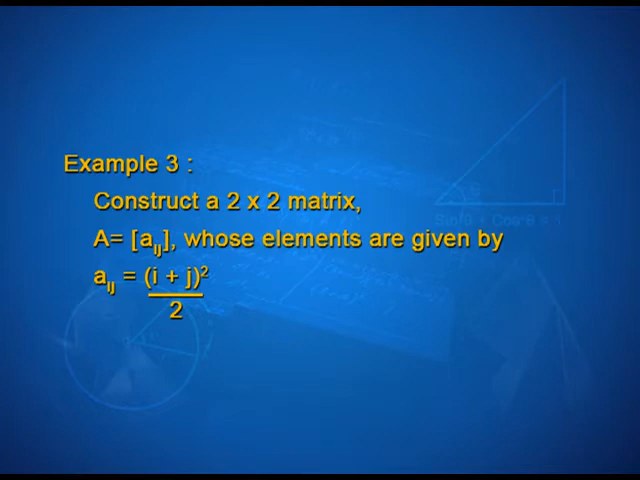 Example 3 :
Construct a 2 x 2 matrix,
A= [aij], whose elements are given by
aij = (i + j)²
2